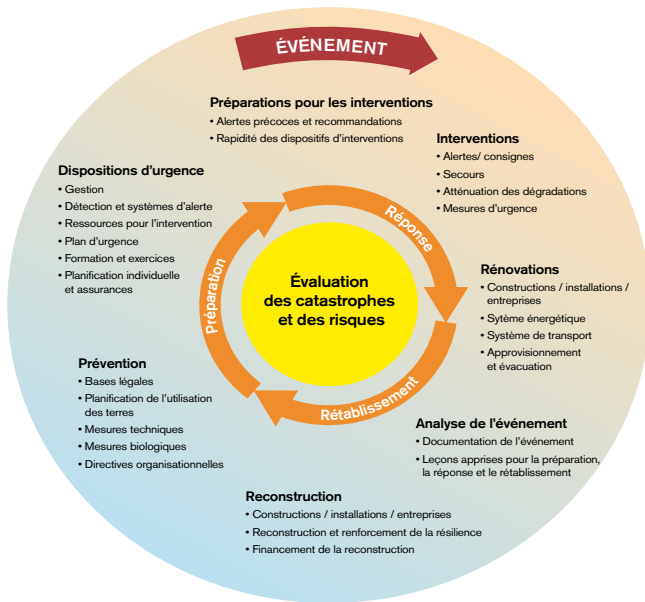 ÉVÉNEMENT
Préparations pour les interventions
• Alertes précoces et recommandations
• Rapidité des dispositifs d'interventions
Interventions
• Alertes/ consignes
• Secours
• Atténuation des dégradations
• Mesures d'urgence
Dispositions d'urgence
• Gestion
• Détection et systèmes d'alerte
• Ressources pour l'intervention
• Plan d'urgence
• Formation et exercices
• Planification individuelle
et assurances
Réponse
Préparation
Rétablissement
Évaluation
des catastrophes
et des risques
Rénovations
• Constructions / installations /
entreprises
• Sytème énergétique
• Système de transport
• Approvisionnement
et évacuation
Prévention
• Bases légales
• Planification de l'utilisation
des terres
• Mesures techniques
• Mesures biologiques
• Directives organisationnelles
Analyse de l'événement
• Documentation de l'événement
• Leçons apprises pour la préparation,
la réponse et le rétablissement
Reconstruction
• Constructions / installations / entreprises
• Reconstruction et renforcement de la résilience
• Financement de la reconstruction